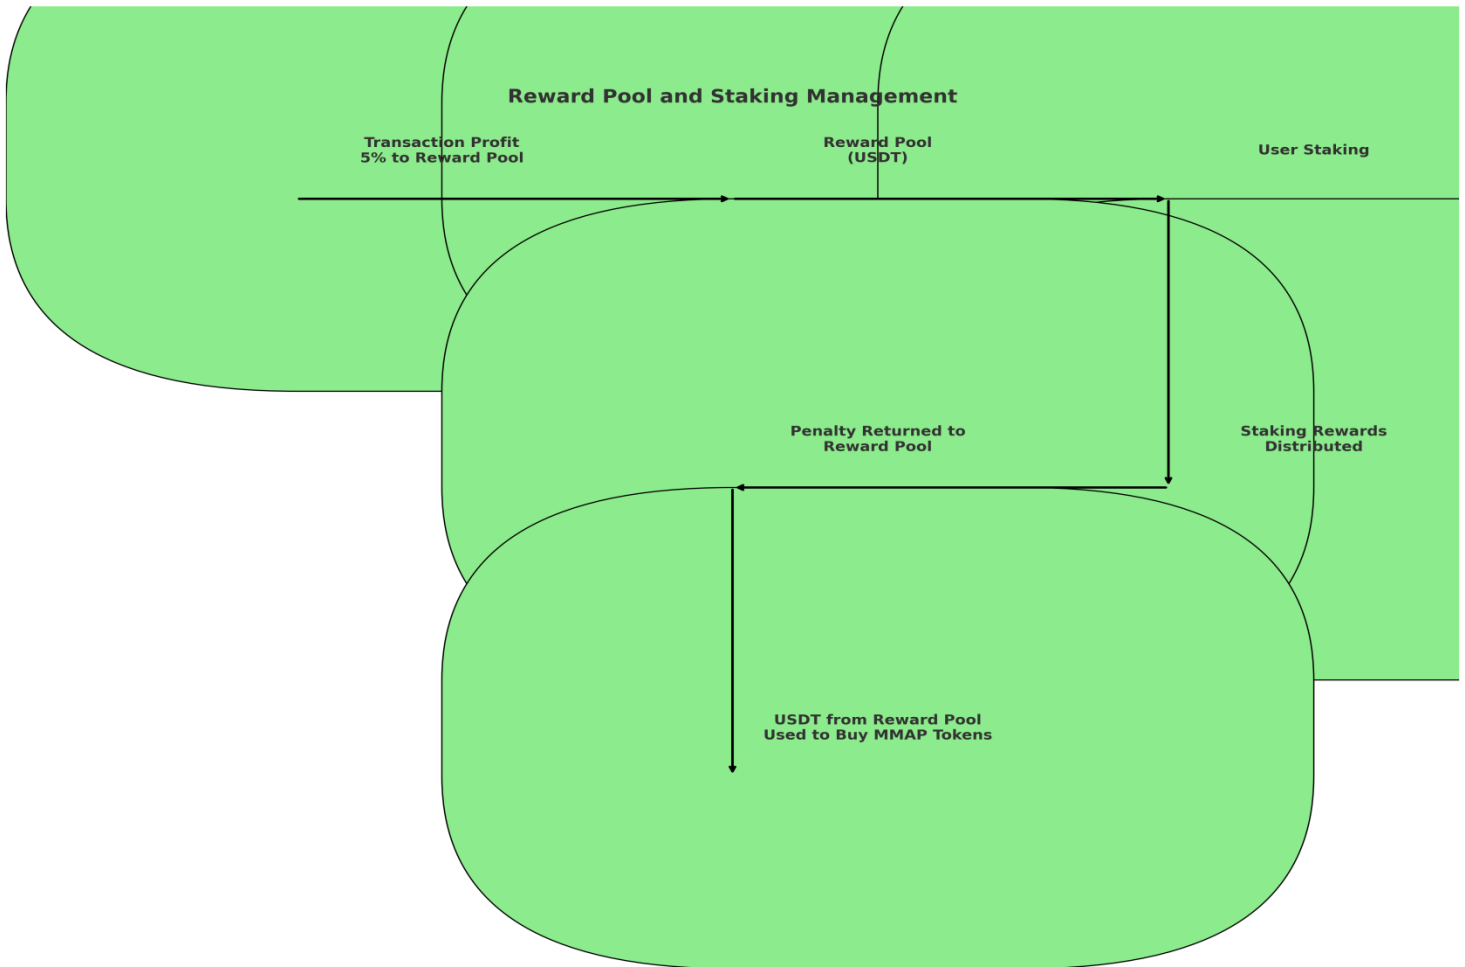 Reward Pool and Staking Management
Transaction Profit
5% to Reward Pool
Reward Pool
(USDT)
User Staking
Penalty Returned to
Reward Pool
Staking Rewards
Distributed
USDT from Reward Pool
Used to Buy MMAP Tokens